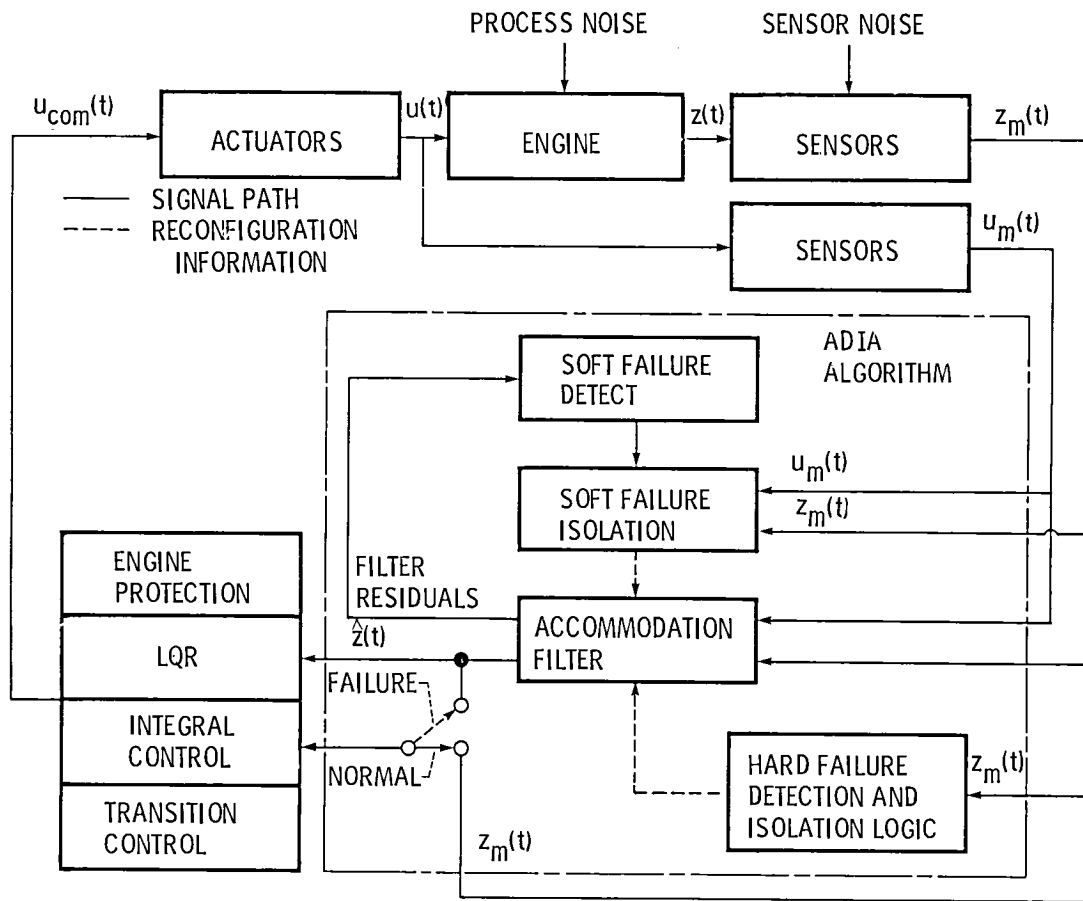 PROCESS NOISE
SENSOR NOISE
u_com(t)
ACTUATORS
u(t)
ENGINE
z(t)
SENSORS
z_m(t)
SIGNAL PATH
RECONFIGURATION
INFORMATION
SENSORS
u_m(t)
ADIA
ALGORITHM
SOFT FAILURE
DETECT
SOFT FAILURE
ISOLATION
u_m(t)
z_m(t)
ENGINE
PROTECTION
LQR
INTEGRAL
CONTROL
TRANSITION
CONTROL
FILTER
RESIDUALS
ẑ(t)
ACCOMMODATION
FILTER
FAILURE
NORMAL
z_m(t)
HARD FAILURE
DETECTION AND
ISOLATION LOGIC
z_m(t)